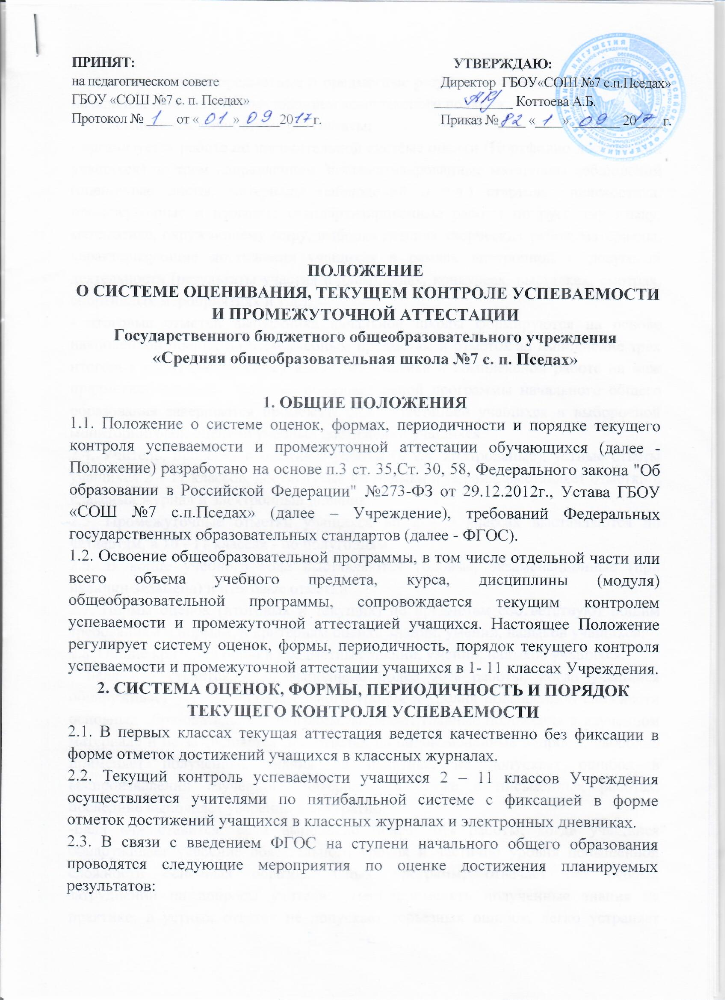 ПРИНЯТ:
на педагогическом совете
ГБОУ «СОШ №7 с. п. Пседах»
Протокол № 1 от « 01 » 09 2017г.
УТВЕРЖДАЮ:
Директор ГБОУ«СОШ №7 с.п.Пседах»
Коттоева А.Б.
Приказ № 82 « 1 » 09 2017 г.
РЕСПУБЛИКА ИНГУШЕТИЯ РОССИЙСКАЯ ФЕДЕРАЦИЯ
ПОЛОЖЕНИЕ
О СИСТЕМЕ ОЦЕНИВАНИЯ, ТЕКУЩЕМ КОНТРОЛЕ УСПЕВАЕМОСТИ
И ПРОМЕЖУТОЧНОЙ АТТЕСТАЦИИ
Государственного бюджетного общеобразовательного учреждения
«Средняя общеобразовательная школа №7 с. п. Пседах»
1. ОБЩИЕ ПОЛОЖЕНИЯ
1.1. Положение о системе оценок, формах, периодичности и порядке текущего
контроля успеваемости и промежуточной аттестации обучающихся (далее -
Положение) разработано на основе п.3 ст. 35,Ст. 30, 58, Федерального закона "Об
образовании в Российской Федерации" №273-ФЗ от 29.12.2012г., Устава ГБОУ
«СОШ №7 с.п.Пседах» (далее – Учреждение), требований Федеральных
государственных образовательных стандартов (далее - ФГОС).
1.2. Освоение общеобразовательной программы, в том числе отдельной части или
всего объема учебного предмета, курса, дисциплины (модуля)
общеобразовательной программы, сопровождается текущим контролем
успеваемости и промежуточной аттестацией учащихся. Настоящее Положение
регулирует систему оценок, формы, периодичность, порядок текущего контроля
успеваемости и промежуточной аттестации учащихся в 1- 11 классах Учреждения.
2. СИСТЕМА ОЦЕНОК, ФОРМЫ, ПЕРИОДИЧНОСТЬ И ПОРЯДОК
ТЕКУЩЕГО КОНТРОЛЯ УСПЕВАЕМОСТИ
2.1. В первых классах текущая аттестация ведется качественно без фиксации в
форме отметок достижений учащихся в классных журналах.
2.2. Текущий контроль успеваемости учащихся 2 – 11 классов Учреждения
осуществляется учителями по пятибалльной системе с фиксацией в форме
отметок достижений учащихся в классных журналах и электронных дневниках.
2.3. В связи с введением ФГОС на ступени начального общего образования
проводятся следующие мероприятия по оценке достижения планируемых
результатов: